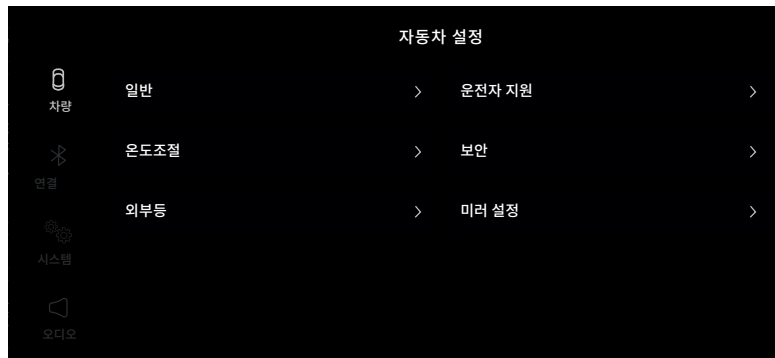 자동차 설정
차량
일반
운전자 지원
연결
온도조절
보안
시스템
외부등
미러 설정
오디오